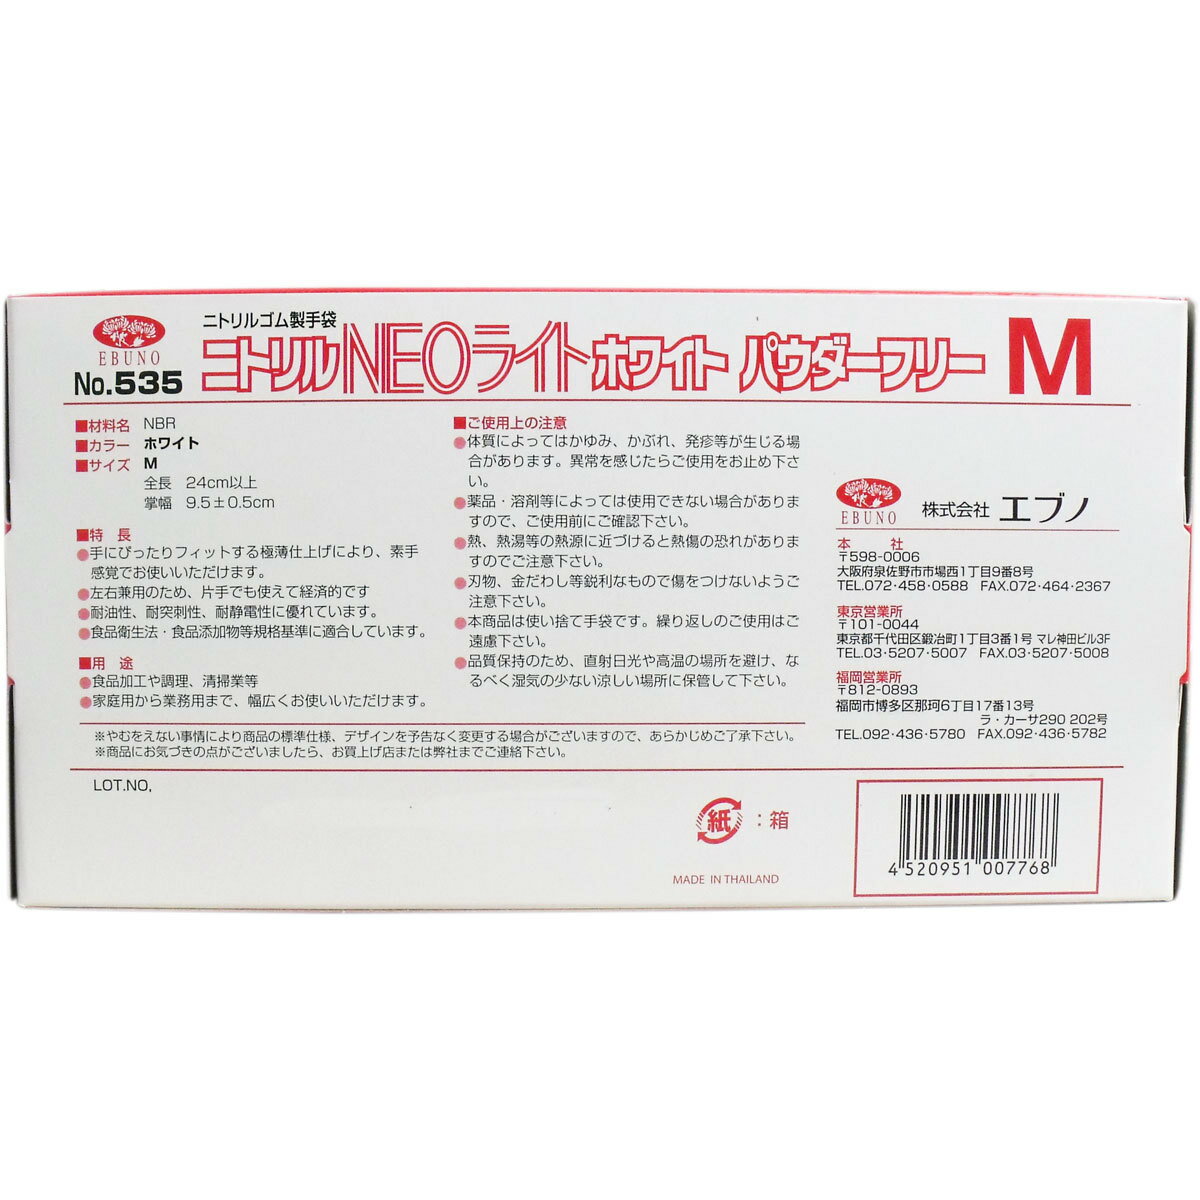 EBUNO
No.535
ニトリルゴム製手袋
ニトリルNEOライト ホワイト パウダーフリー M
■材料名 NBR
■カラー ホワイト
■サイズ M
全長 24cm以上
掌幅 9.5±0.5cm
■特 長
●手にぴったりフィットする極薄仕上げにより、素手
感覚でお使いいただけます。
●左右兼用のため、片手でも使えて経済的です
●耐油性、耐突刺性、耐静電性に優れています。
●食品衛生法・食品添加物等規格基準に適合しています。
■用 途
●食品加工や調理、清掃業等
●家庭用から業務用まで、幅広くお使いいただけます。
■ご使用上の注意
●体質によってはかゆみ、かぶれ、発疹等が生じる場
合があります。異常を感じたらご使用をお止め下さ
い。
●薬品・溶剤等によっては使用できない場合がありま
すので、ご使用前にご確認下さい。
●熱、熱湯等の熱源に近づけると熱傷の恐れがありま
すのでご注意下さい。
●刃物、金だわし等鋭利なもので傷をつけないようご
注意下さい。
●本商品は使い捨て手袋です。繰り返しのご使用はご
遠慮下さい。
●品質保持のため、直射日光や高温の場所を避け、な
るべく湿気の少ない涼しい場所に保管して下さい。
※やむをえない事情により商品の標準仕様、デザインを予告なく変更する場合がございますので、あらかじめご了承下さい。
※商品にお気づきの点がございましたら、お買上げ店または弊社までご連絡下さい。
EBUNO
株式会社 エブノ
本 社
〒598-0006
大阪府泉佐野市市場西1丁目9番8号
TEL.072-458-0588 FAX.072-464-2367
東京営業所
〒101-0044
東京都千代田区鍛冶町1丁目3番1号 マレ神田ビル3F
TEL.03-5207-5007 FAX.03-5207-5008
福岡営業所
〒812-0893
福岡市博多区那珂6丁目17番13号
ラ・カーサ290 202号
TEL.092-436-5780 FAX.092-436-5782
LOT.NO,
紙 : 箱
MADE IN THAILAND
4 520951 007768